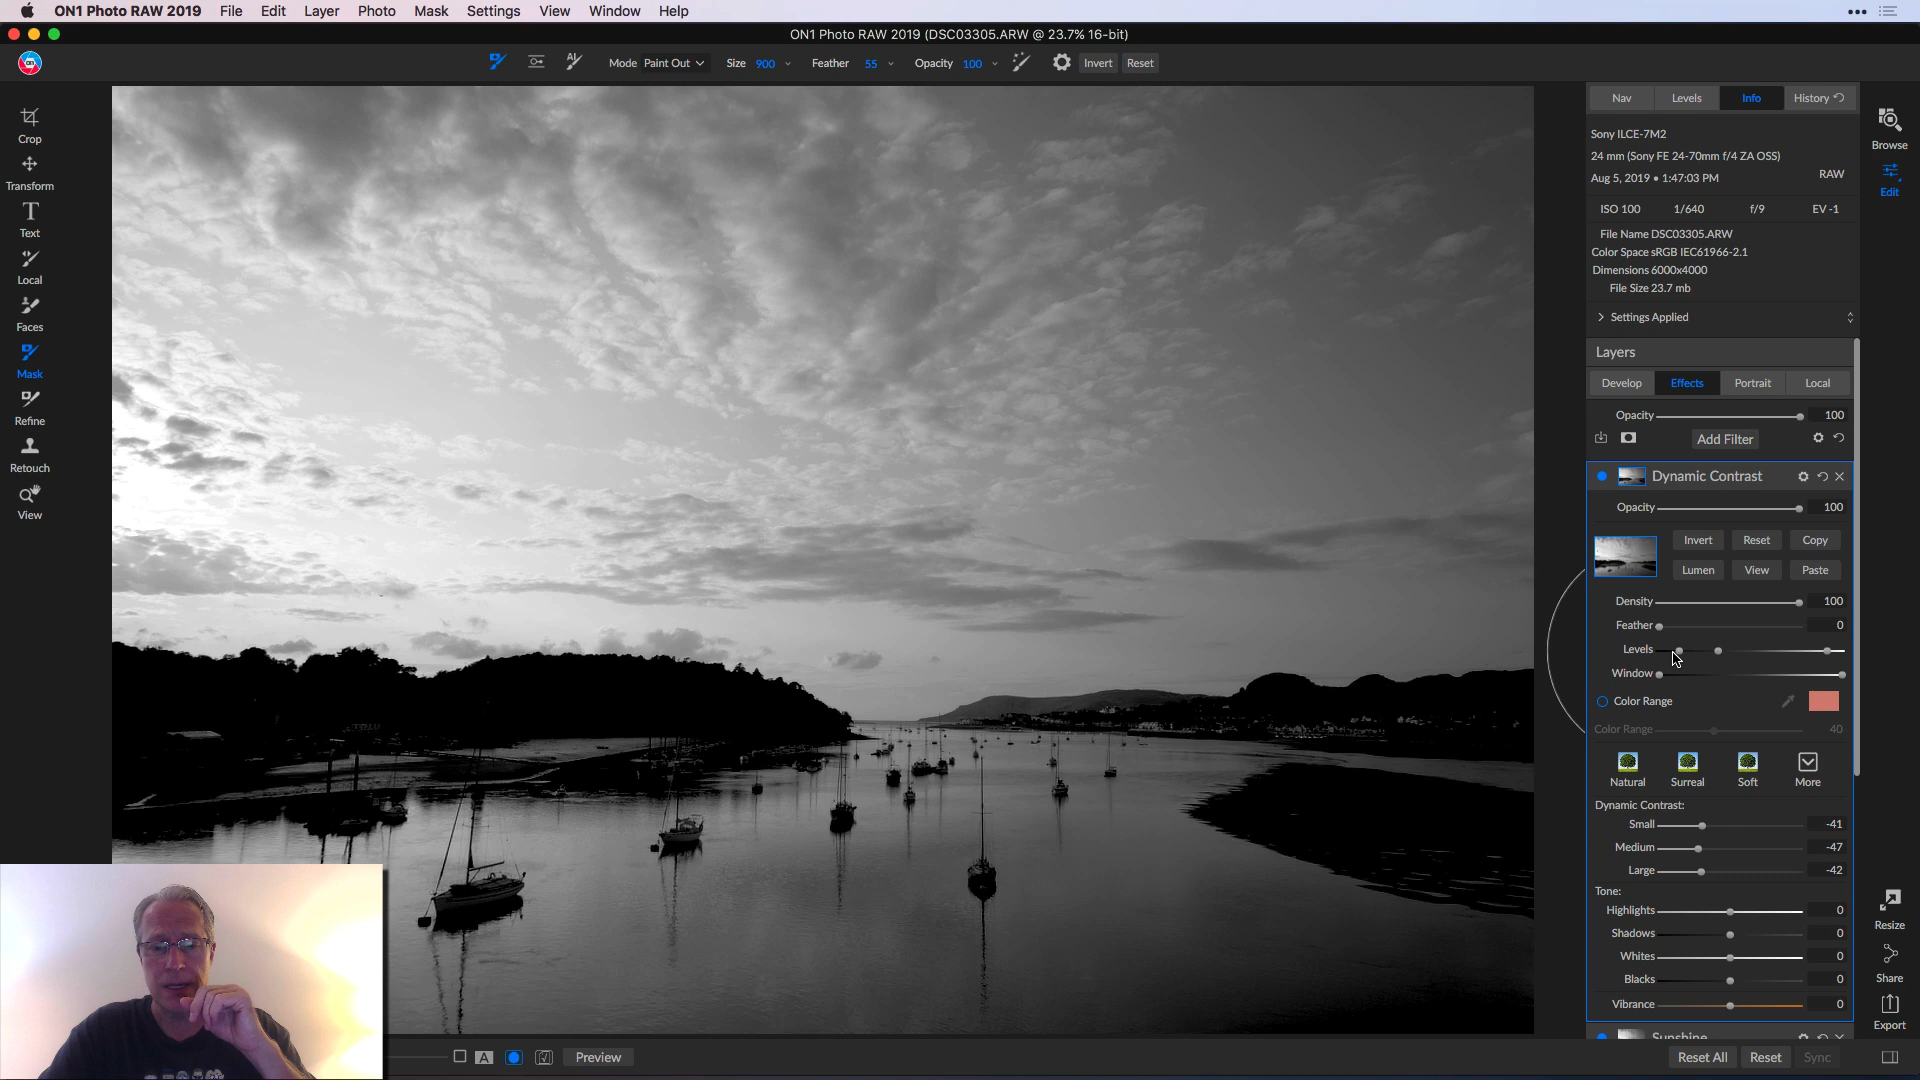 ON1 Photo RAW 2019 File Edit Layer Photo Mask Settings View Window Help
ON1 Photo RAW 2019 (DSC03305.ARW @ 23.7% 16-bit)
Mode Paint Out Size 900 Feather 55 Opacity 100 Invert Reset
Crop
Transform
Text
Local
Faces
Mask
Refine
Retouch
View
Nav Levels Info History
Sony ILCE-7M2
24 mm (Sony FE 24-70mm f/4 ZA OSS)
Aug 5, 2019 • 1:47:03 PM RAW
ISO 100 1/640 f/9 EV -1
File Name DSC03305.ARW
Color Space sRGB IEC61966-2.1
Dimensions 6000x4000
File Size 23.7 mb
Settings Applied
Layers
Develop Effects Portrait Local
Opacity 100
Add Filter
Dynamic Contrast
Opacity 100
Invert Reset Copy
Lumen View Paste
Density 100
Feather 0
Levels
Window
Color Range
Color Range 40
Natural Surreal Soft More
Dynamic Contrast:
Small -41
Medium -47
Large -42
Tone:
Highlights 0
Shadows 0
Whites 0
Blacks 0
Vibrance 0
Sunshine
Reset All Reset Sync
Browse
Edit
Resize
Share
Export
A Preview